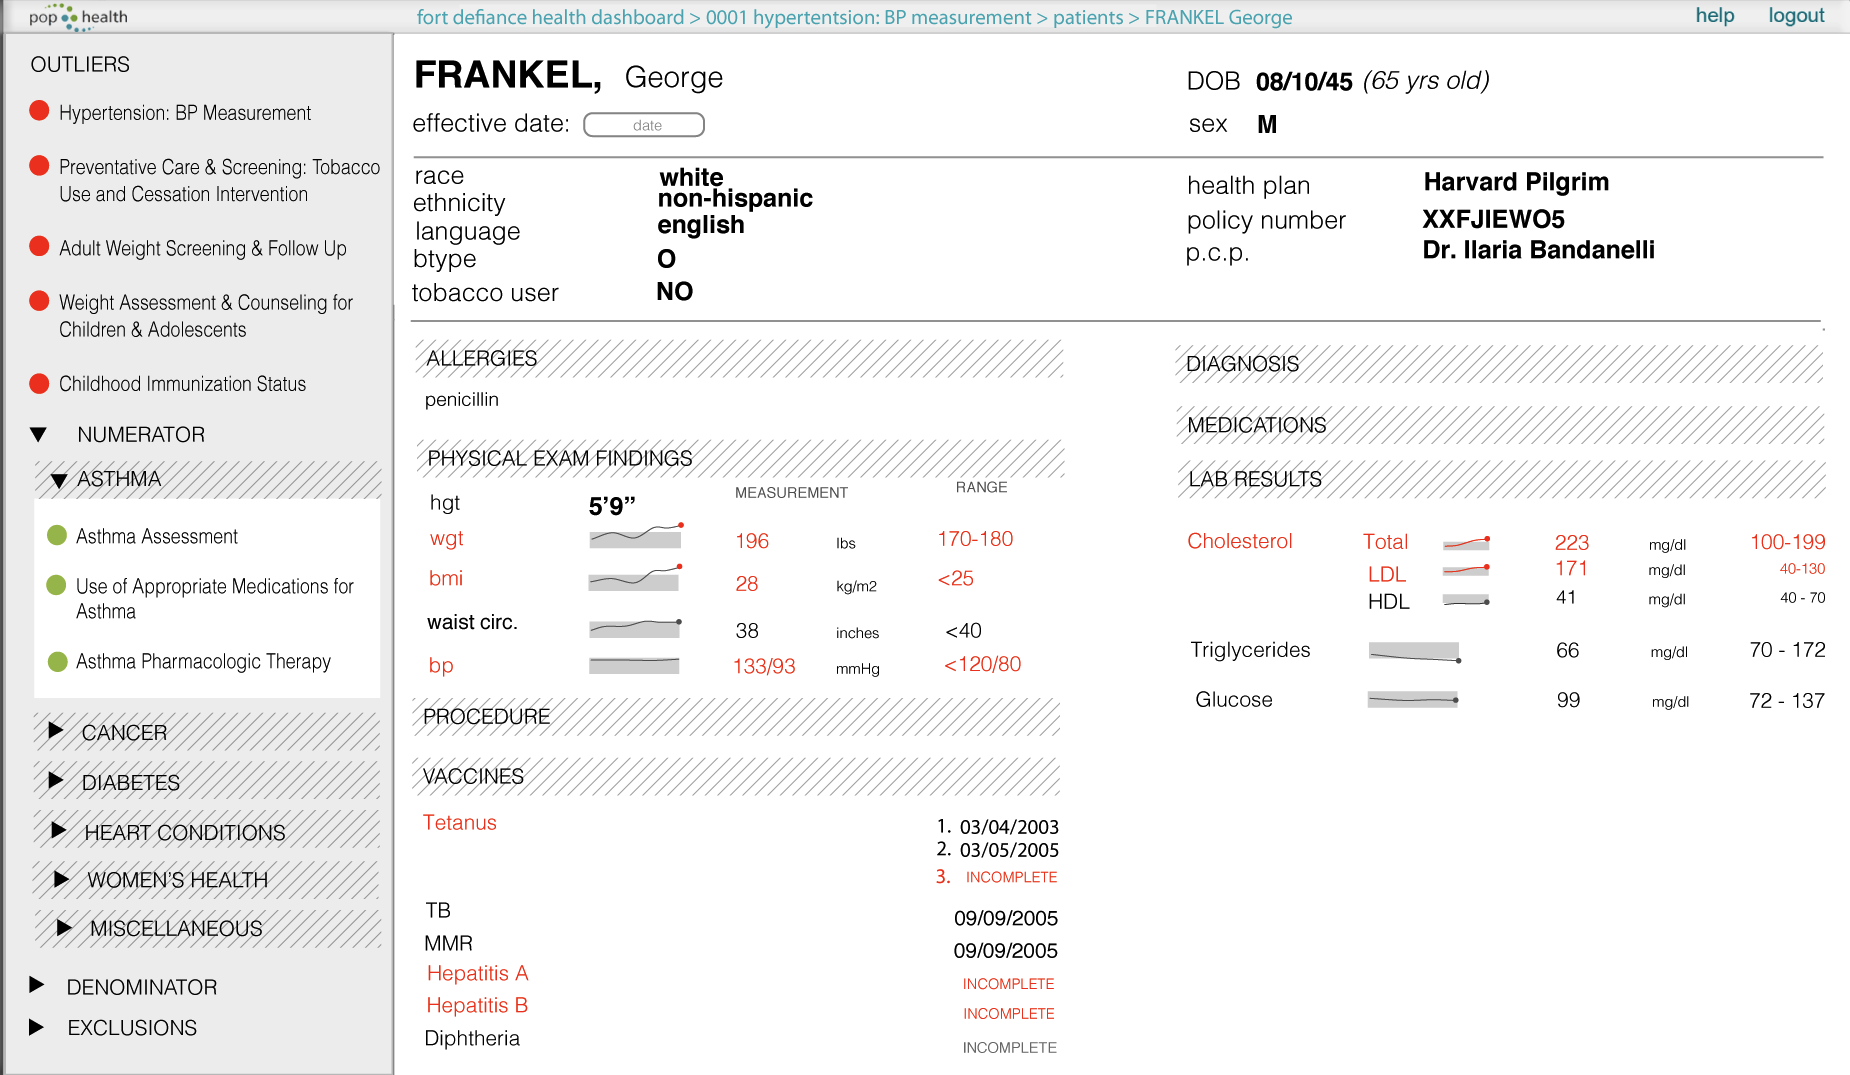 pop health
fort defiance health dashboard > 0001 hypertentsion: BP measurement > patients > FRANKEL George
help logout
OUTLIERS
Hypertension: BP Measurement
Preventative Care & Screening: Tobacco
Use and Cessation Intervention
Adult Weight Screening & Follow Up
Weight Assessment & Counseling for
Children & Adolescents
Childhood Immunization Status
NUMERATOR
ASTHMA
Asthma Assessment
Use of Appropriate Medications for
Asthma
Asthma Pharmacologic Therapy
CANCER
DIABETES
HEART CONDITIONS
WOMEN'S HEALTH
MISCELLANEOUS
DENOMINATOR
EXCLUSIONS
FRANKEL, George
effective date: date
DOB 08/10/45 (65 yrs old)
sex M
race white
ethnicity non-hispanic
language english
btype O
tobacco user NO
health plan Harvard Pilgrim
policy number XXFJIEWO5
p.c.p. Dr. Ilaria Bandanelli
ALLERGIES
penicillin
PHYSICAL EXAM FINDINGS
MEASUREMENT RANGE
hgt 5’9”
wgt 196 lbs 170-180
bmi 28 kg/m2 <25
waist circ. 38 inches <40
bp 133/93 mmHg <120/80
PROCEDURE
VACCINES
Tetanus 1. 03/04/2003
2. 03/05/2005
3. INCOMPLETE
TB 09/09/2005
MMR 09/09/2005
Hepatitis A INCOMPLETE
Hepatitis B INCOMPLETE
Diphtheria INCOMPLETE
DIAGNOSIS
MEDICATIONS
LAB RESULTS
Cholesterol Total 223 mg/dl 100-199
LDL 171 mg/dl 40-130
HDL 41 mg/dl 40 - 70
Triglycerides 66 mg/dl 70 - 172
Glucose 99 mg/dl 72 - 137